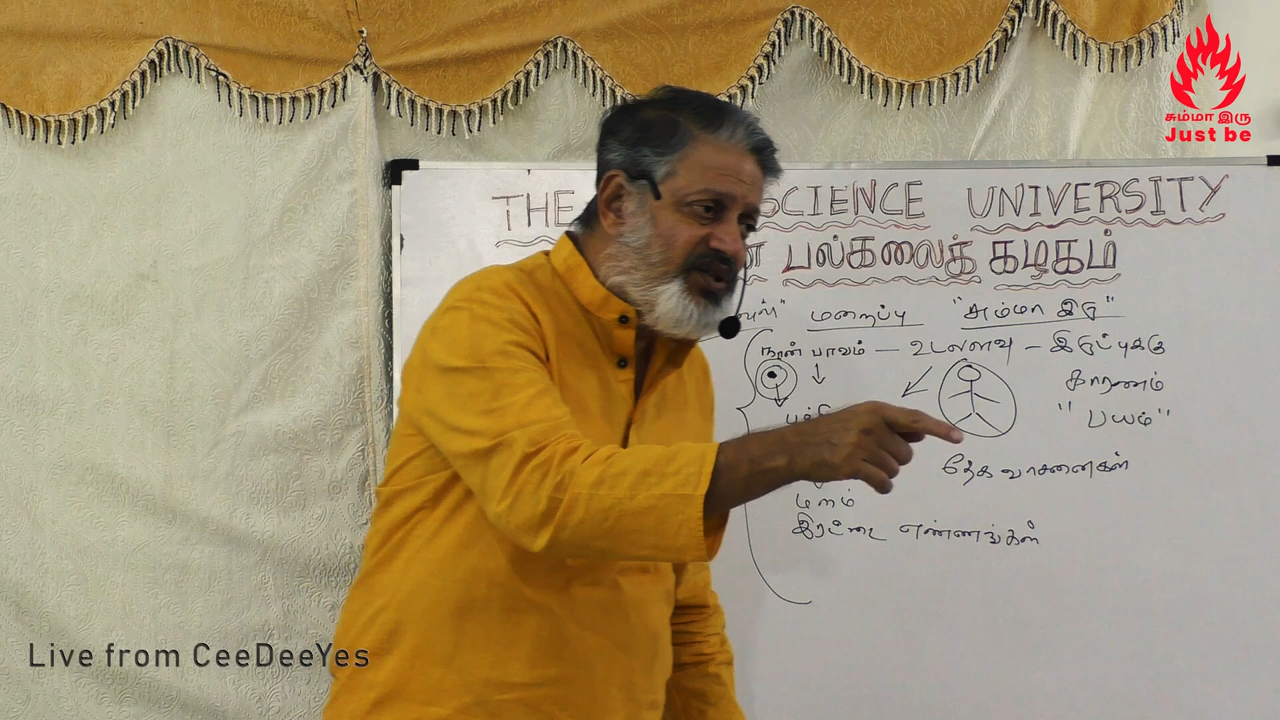 சும்மா இரு
Just be
THE SCIENCE UNIVERSITY
பல்கலைக் கழகம்
மறைப்பு "சும்மா இரு"
நான் பாவம் — உடலளவு — இருப்புக்கு
காரணம்
"பயம்"
தேக வாசனைகள்
மனம்
இரட்டை எண்ணங்கள்
Live from CeeDeeYes